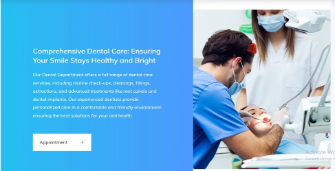 Comprehensive Dental Care: Ensuring
Your Smile Stays Healthy and Bright
Our Dental Department offers a full range of dental care
services, including routine check-ups, cleanings, fillings,
extractions, and advanced treatments like root canals and
dental implants. Our experienced dentists provide
personalized care in a comfortable and friendly environment,
ensuring the best solutions for your oral health.
Appointment